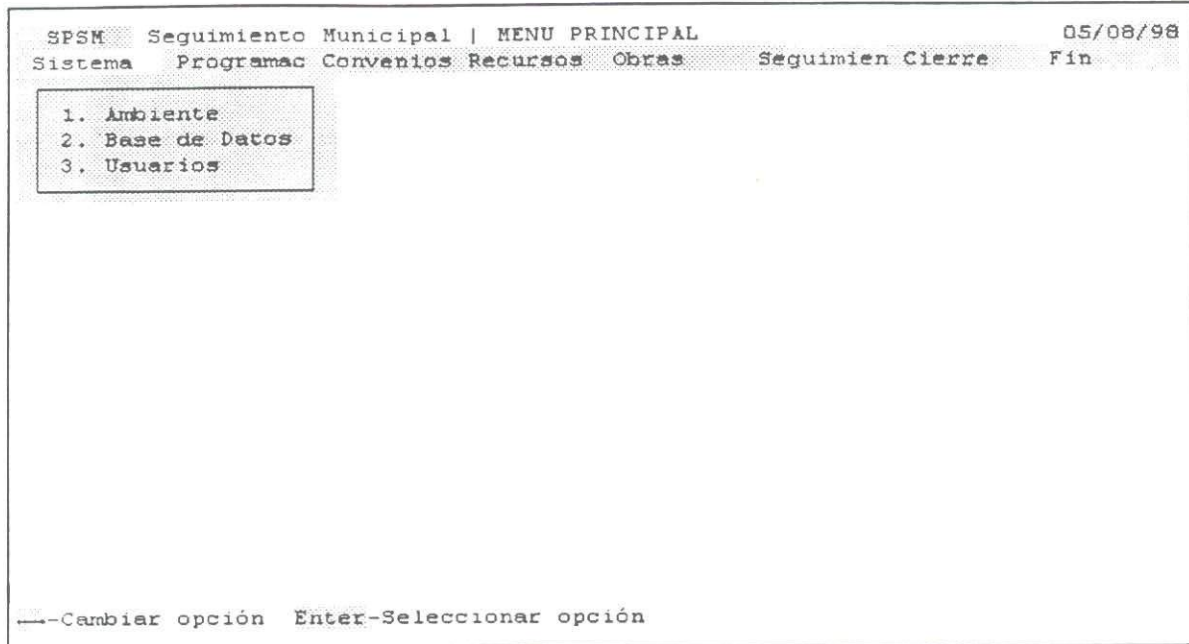 SPSM Seguimiento Municipal | MENU PRINCIPAL 05/08/98
Sistema Programac Convenios Recursos Obras Seguimien Cierre Fin
1. Ambiente
2. Base de Datos
3. Usuarios
-Cambiar opción Enter-Seleccionar opción